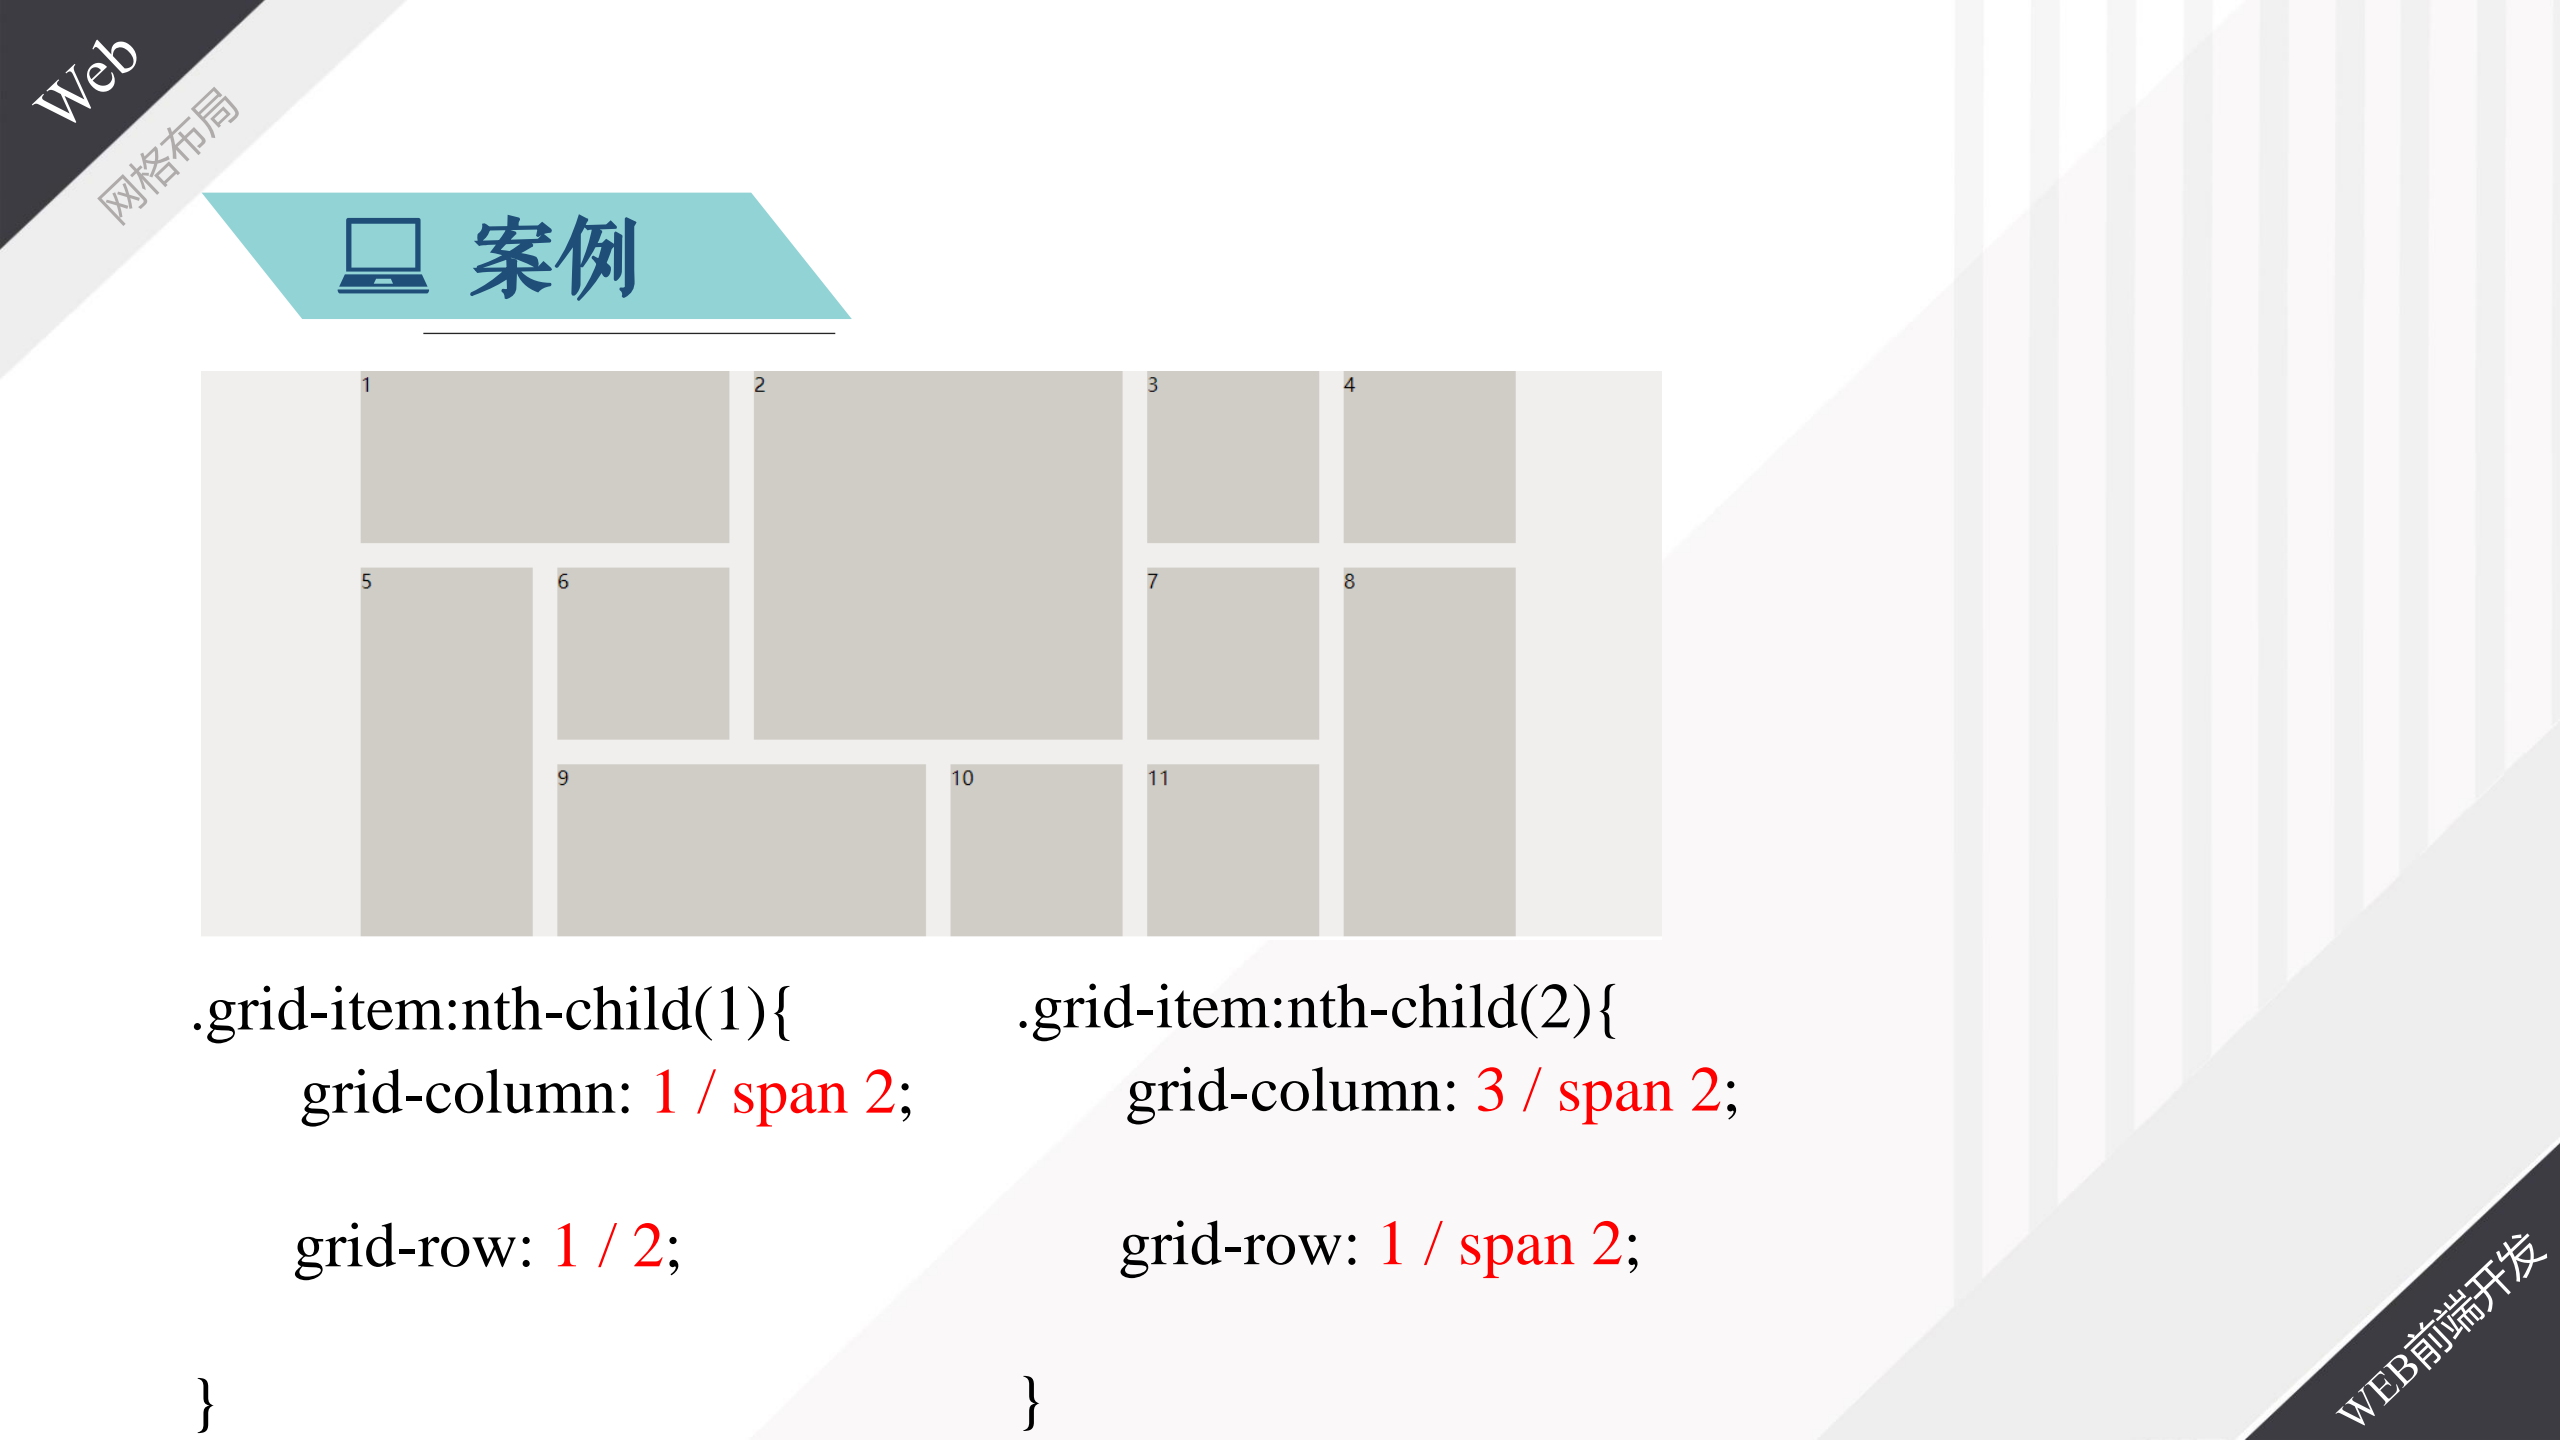 Web
网格布局
案例
1 2 3 4
5 6 7 8
9 10 11
.grid-item:nth-child(1){
grid-column: 1 / span 2;
grid-row: 1 / 2;
}
.grid-item:nth-child(2){
grid-column: 3 / span 2;
grid-row: 1 / span 2;
}
WEB前端开发